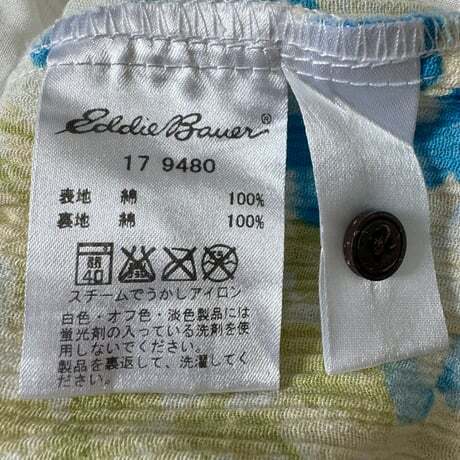 Eddie Bauer®
17 9480
表地 綿 100%
裏地 綿 100%
弱
40
スチームでうかしアイロン
白色・オフ色・淡色製品には
蛍光剤の入っている洗剤を使
用しないでください。
製品を裏返して、洗濯してくだ
さい。